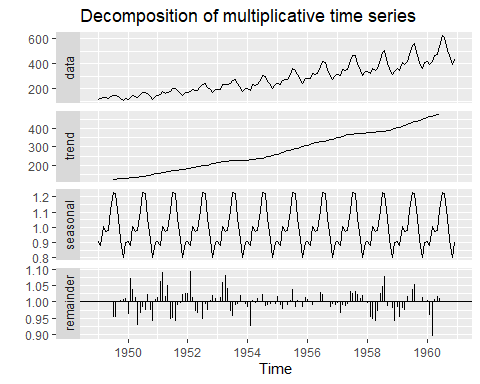 Decomposition of multiplicative time series
600
400
200
data
400
300
200
trend
1.2
1.1
1.0
0.9
0.8
seasonal
1.10
1.05
1.00
0.95
0.90
remainder
1950 1952 1954 1956 1958 1960
Time